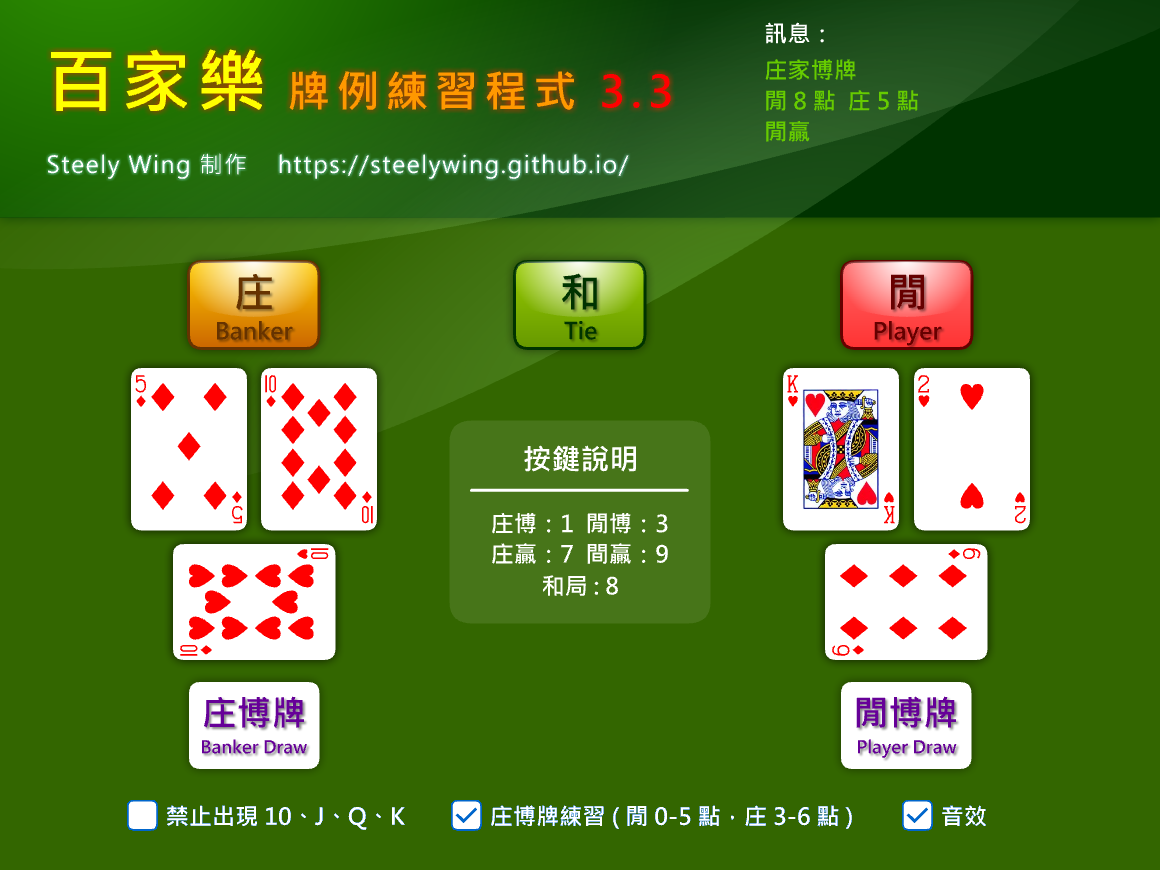 百家樂 牌例練習程式 3.3
Steely Wing 制作 https://steelywing.github.io/
訊息：
庄家博牌
閒 8 點 庄 5 點
閒贏
庄
Banker
和
Tie
閒
Player
5
5
10
10
K
K
2
2
10
10
6
6
按鍵說明
庄博：1 閒博：3
庄贏：7 間贏：9
和局 : 8
庄博牌
Banker Draw
閒博牌
Player Draw
禁止出現 10、J、Q、K
庄博牌練習 ( 閒 0-5 點，庄 3-6 點 )
音效